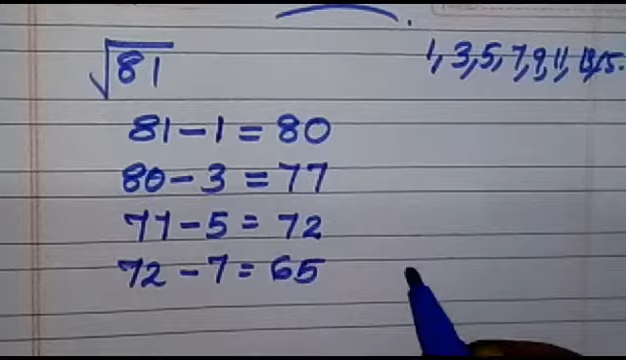 1, 3, 5, 7, 9, 11, 13, 15.
√81
81 - 1 = 80
80 - 3 = 77
77 - 5 = 72
72 - 7 = 65